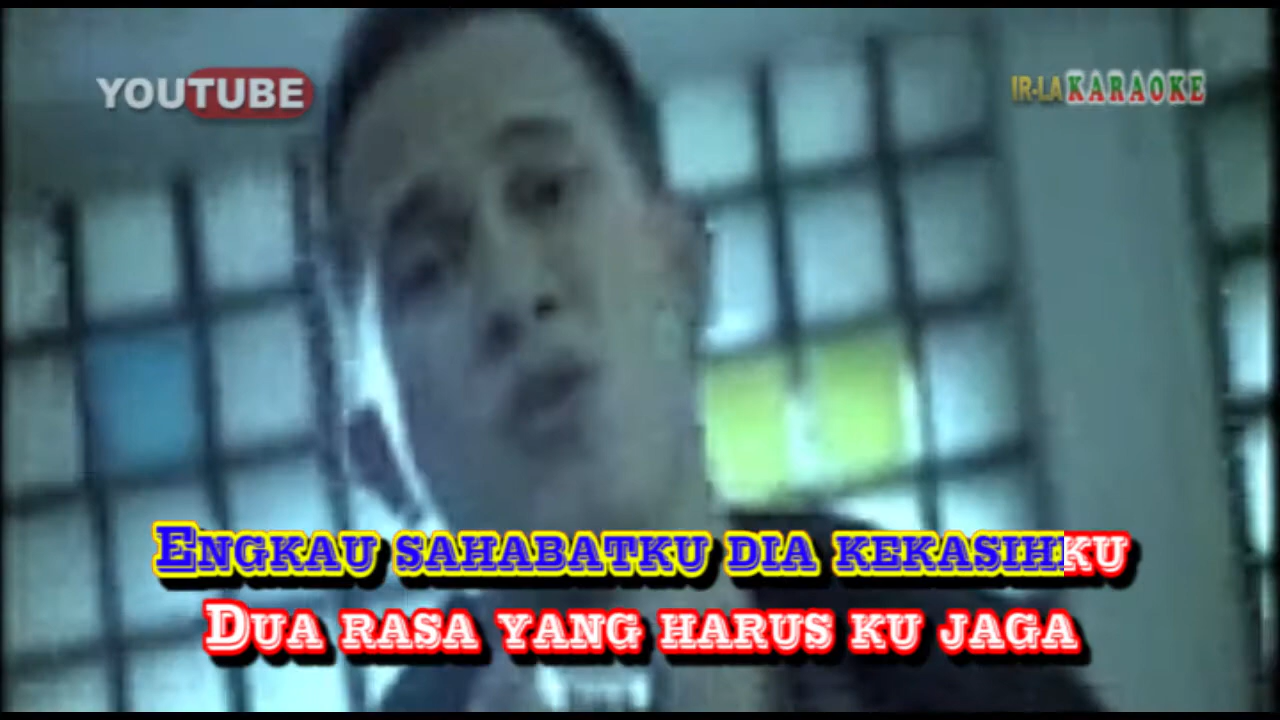 YOUTUBE
IR-LA KARAOKE
ENGKAU SAHABATKU DIA KEKASIHKU
DUA RASA YANG HARUS KU JAGA